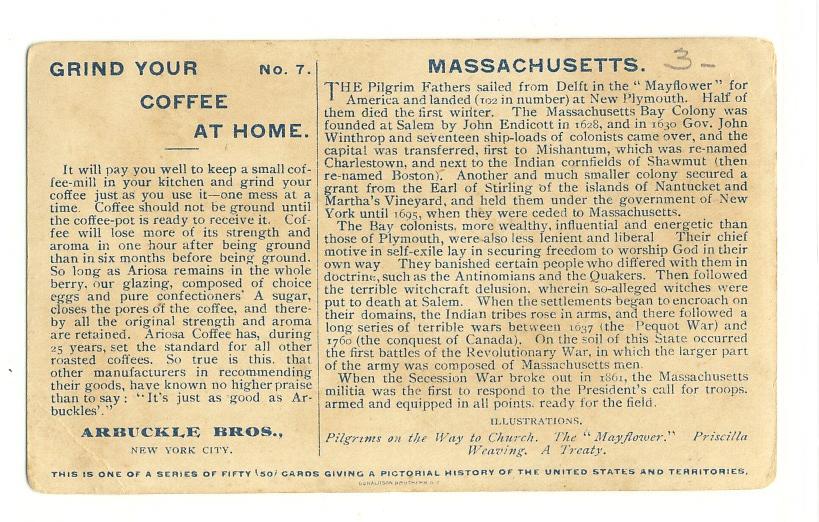 GRIND YOUR No. 7.
COFFEE
AT HOME.
It will pay you well to keep a small cof-
fee-mill in your kitchen and grind your
coffee just as you use it—one mess at a
time. Coffee should not be ground until
the coffee-pot is ready to receive it. Cof-
fee will lose more of its strength and
aroma in one hour after being ground
than in six months before being ground.
So long as Ariosa remains in the whole
berry, our glazing, composed of choice
eggs and pure confectioners' A sugar,
closes the pores of the coffee, and there-
by all the original strength and aroma
are retained. Ariosa Coffee has, during
25 years, set the standard for all other
roasted coffees. So true is this. that
other manufacturers in recommending
their goods, have known no higher praise
than to say: "It's just as good as Ar-
buckles'."
ARBUCKLE BROS.,
NEW YORK CITY.
MASSACHUSETTS.
3-
THE Pilgrim Fathers sailed from Delft in the "Mayflower" for
America and landed (102 in number) at New Plymouth. Half of
them died the first winter. The Massachusetts Bay Colony was
founded at Salem by John Endicott in 1628, and in 1630 Gov. John
Winthrop and seventeen ship-loads of colonists came over, and the
capital was transferred, first to Mishantum, which was re-named
Charlestown, and next to the Indian cornfields of Shawmut (then
re-named Boston). Another and much smaller colony secured a
grant from the Earl of Stirling of the islands of Nantucket and
Martha's Vineyard, and held them under the government of New
York until 1695, when they were ceded to Massachusetts.
The Bay colonists, more wealthy, influential and energetic than
those of Plymouth, were also less lenient and liberal Their chief
motive in self-exile lay in securing freedom to worship God in their
own way They banished certain people who differed with them in
doctrine, such as the Antinomians and the Quakers. Then followed
the terrible witchcraft delusion. wherein so-alleged witches were
put to death at Salem. When the settlements began to encroach on
their domains, the Indian tribes rose in arms, and there followed a
long series of terrible wars between 1637 (the Pequot War) and
1760 (the conquest of Canada). On the soil of this State occurred
the first battles of the Revolutionary War, in which the larger part
of the army was composed of Massachusetts men.
When the Secession War broke out in 1861, the Massachusetts
militia was the first to respond to the President's call for troops.
armed and equipped in all points. ready for the field.
ILLUSTRATIONS.
Pilgrims on the Way to Church. The "Mayflower." Priscilla
Weaving. A Treaty.
THIS IS ONE OF A SERIES OF FIFTY (50) CARDS GIVING A PICTORIAL HISTORY OF THE UNITED STATES AND TERRITORIES.
DONALDSON BROTHERS N.Y.